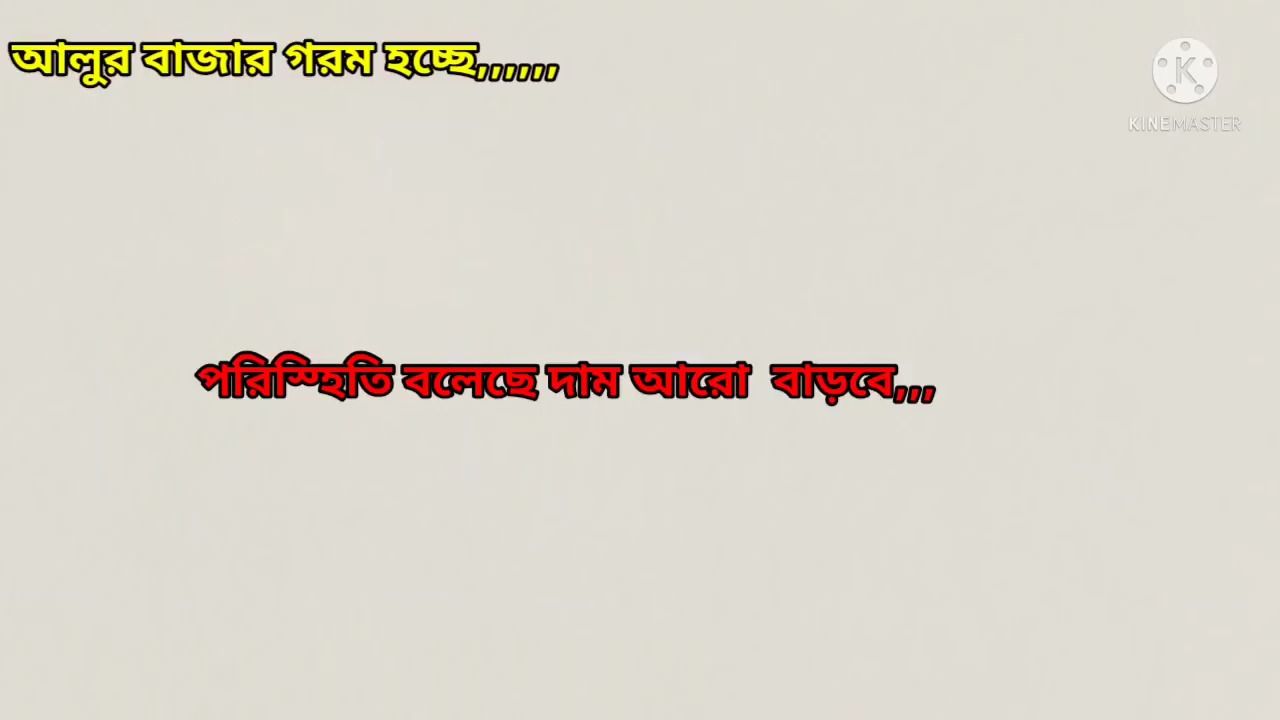 আলুর বাজার গরম হচ্ছে,,,,,,
KINEMASTER
পরিস্হিতি বলেছে দাম আরো বাড়বে,,,